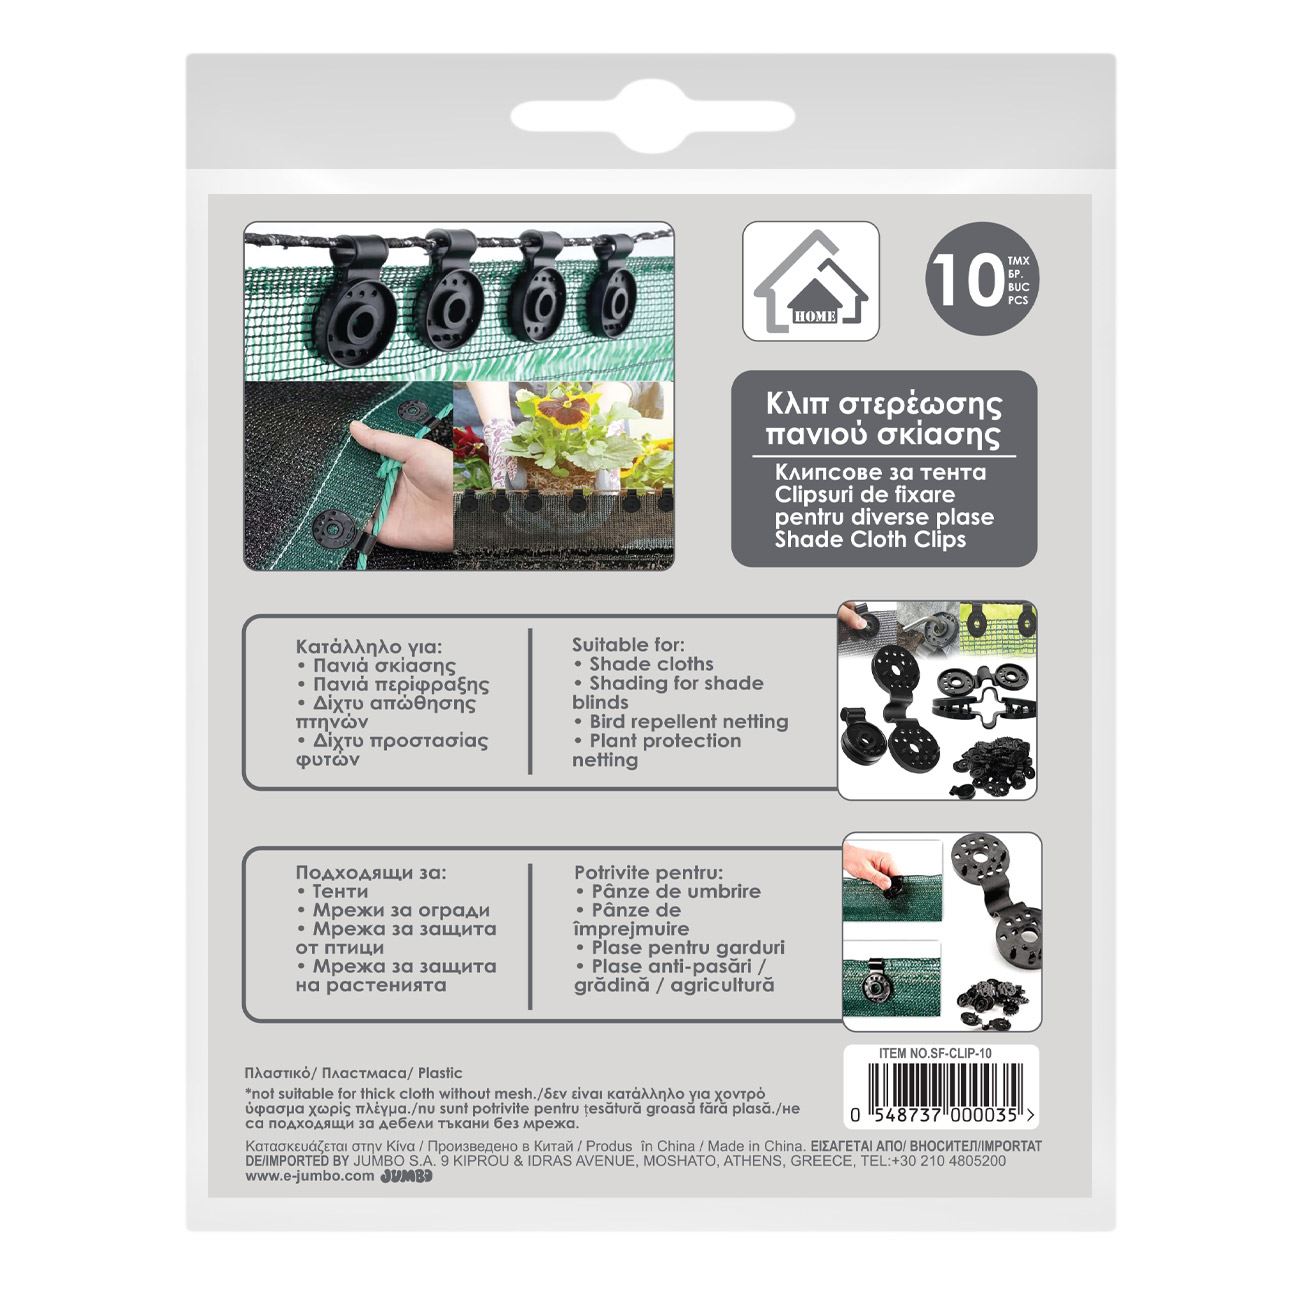 HOME
10
ΤΜΧ
БР.
BUC
PCS
Κλιπ στερέωσης
πανιού σκίασης
Клипсове за тента
Clipsuri de fixare
pentru diverse plase
Shade Cloth Clips
Κατάλληλο για:
• Πανιά σκίασης
• Πανιά περίφραξης
• Δίχτυ απώθησης
πτηνών
• Δίχτυ προστασίας
φυτών
Suitable for:
• Shade cloths
• Shading for shade
blinds
• Bird repellent netting
• Plant protection
netting
Подходящи за:
• Тенти
• Мрежи за огради
• Мрежа за защита
от птици
• Мрежа за защита
на растенията
Potrivite pentru:
• Pânze de umbrire
• Pânze de
împrejmuire
• Plase pentru garduri
• Plase anti-pasări /
grădină / agricultură
ITEM NO.SF-CLIP-10
0 548737 000035 >
Πλαστικό/ Пластмаса/ Plastic
*not suitable for thick cloth without mesh./δεν είναι κατάλληλο για χοντρό
ύφασμα χωρίς πλέγμα./nu sunt potrivite pentru țesătură groasă fără plasă./не
са подходящи за дебели тъкани без мрежа.
Κατασκευάζεται στην Κίνα / Произведено в Китай / Produs în China / Made in China. ΕΙΣΑΓΕΤΑΙ ΑΠΟ/ ВНОСИТЕЛ/IMPORTAT
DE/IMPORTED BY JUMBO S.A. 9 KIPROU & IDRAS AVENUE, MOSHATO, ATHENS, GREECE, TEL:+30 210 4805200
www.e-jumbo.com JUMBO